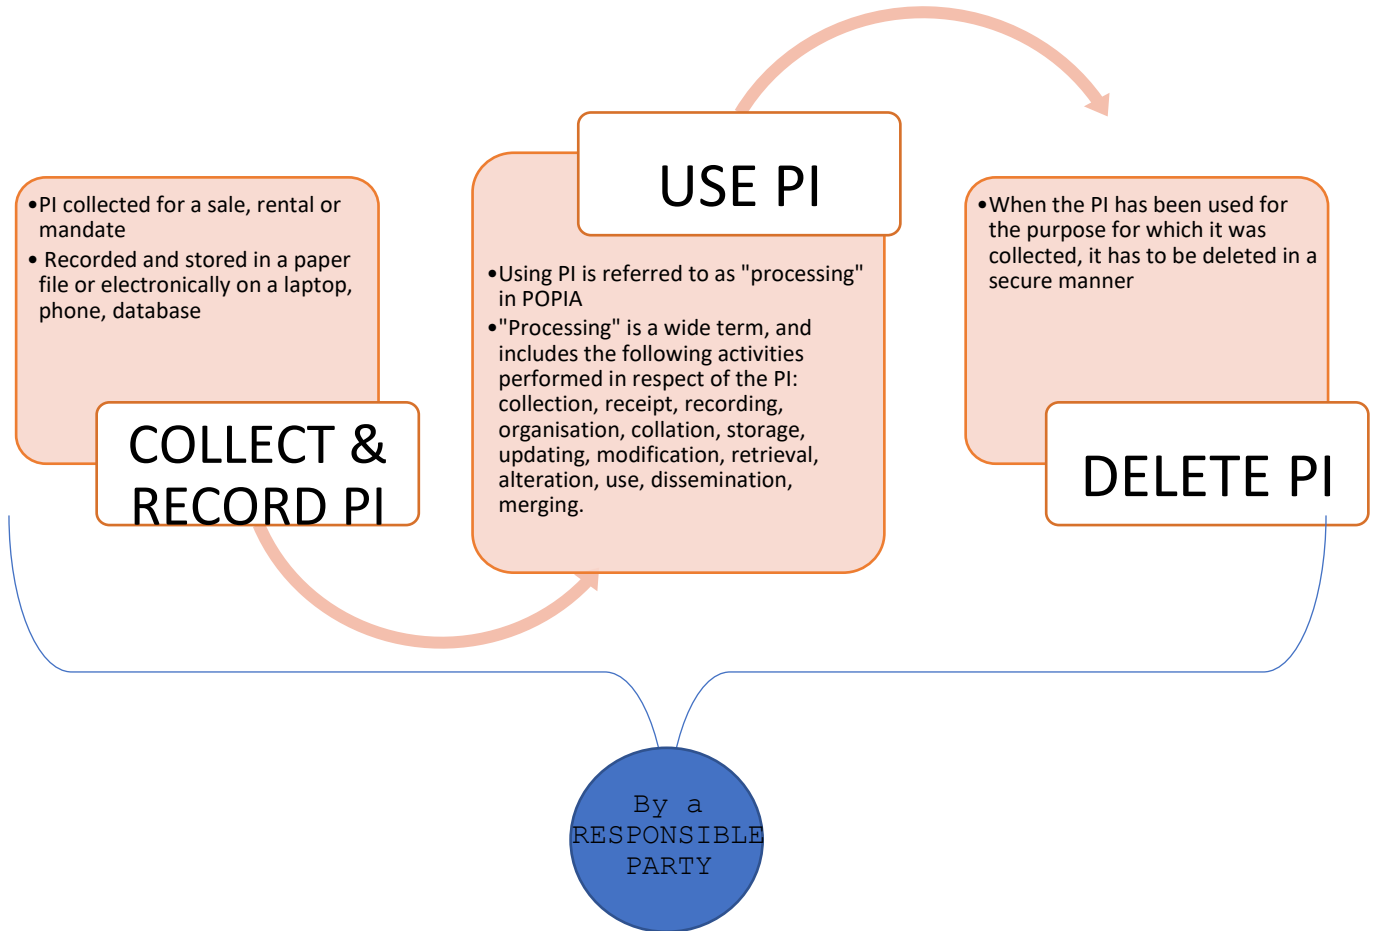 •PI collected for a sale, rental or
mandate
• Recorded and stored in a paper
file or electronically on a laptop,
phone, database
COLLECT &
RECORD PI
USE PI
•Using PI is referred to as "processing"
in POPIA
•"Processing" is a wide term, and
includes the following activities
performed in respect of the PI:
collection, receipt, recording,
organisation, collation, storage,
updating, modification, retrieval,
alteration, use, dissemination,
merging.
•When the PI has been used for
the purpose for which it was
collected, it has to be deleted in a
secure manner
DELETE PI
By a
RESPONSIBLE
PARTY